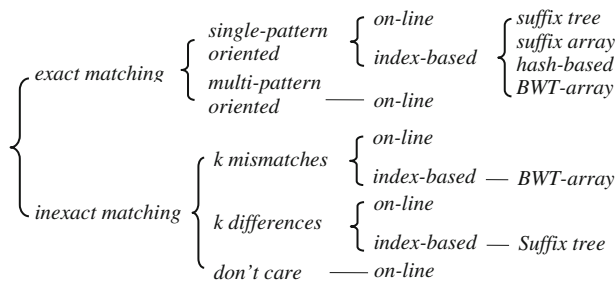 exact matching
single-pattern
oriented
on-line
index-based
suffix tree
suffix array
hash-based
BWT-array
multi-pattern
oriented
on-line
inexact matching
k mismatches
on-line
index-based
BWT-array
k differences
on-line
index-based
Suffix tree
don't care
on-line